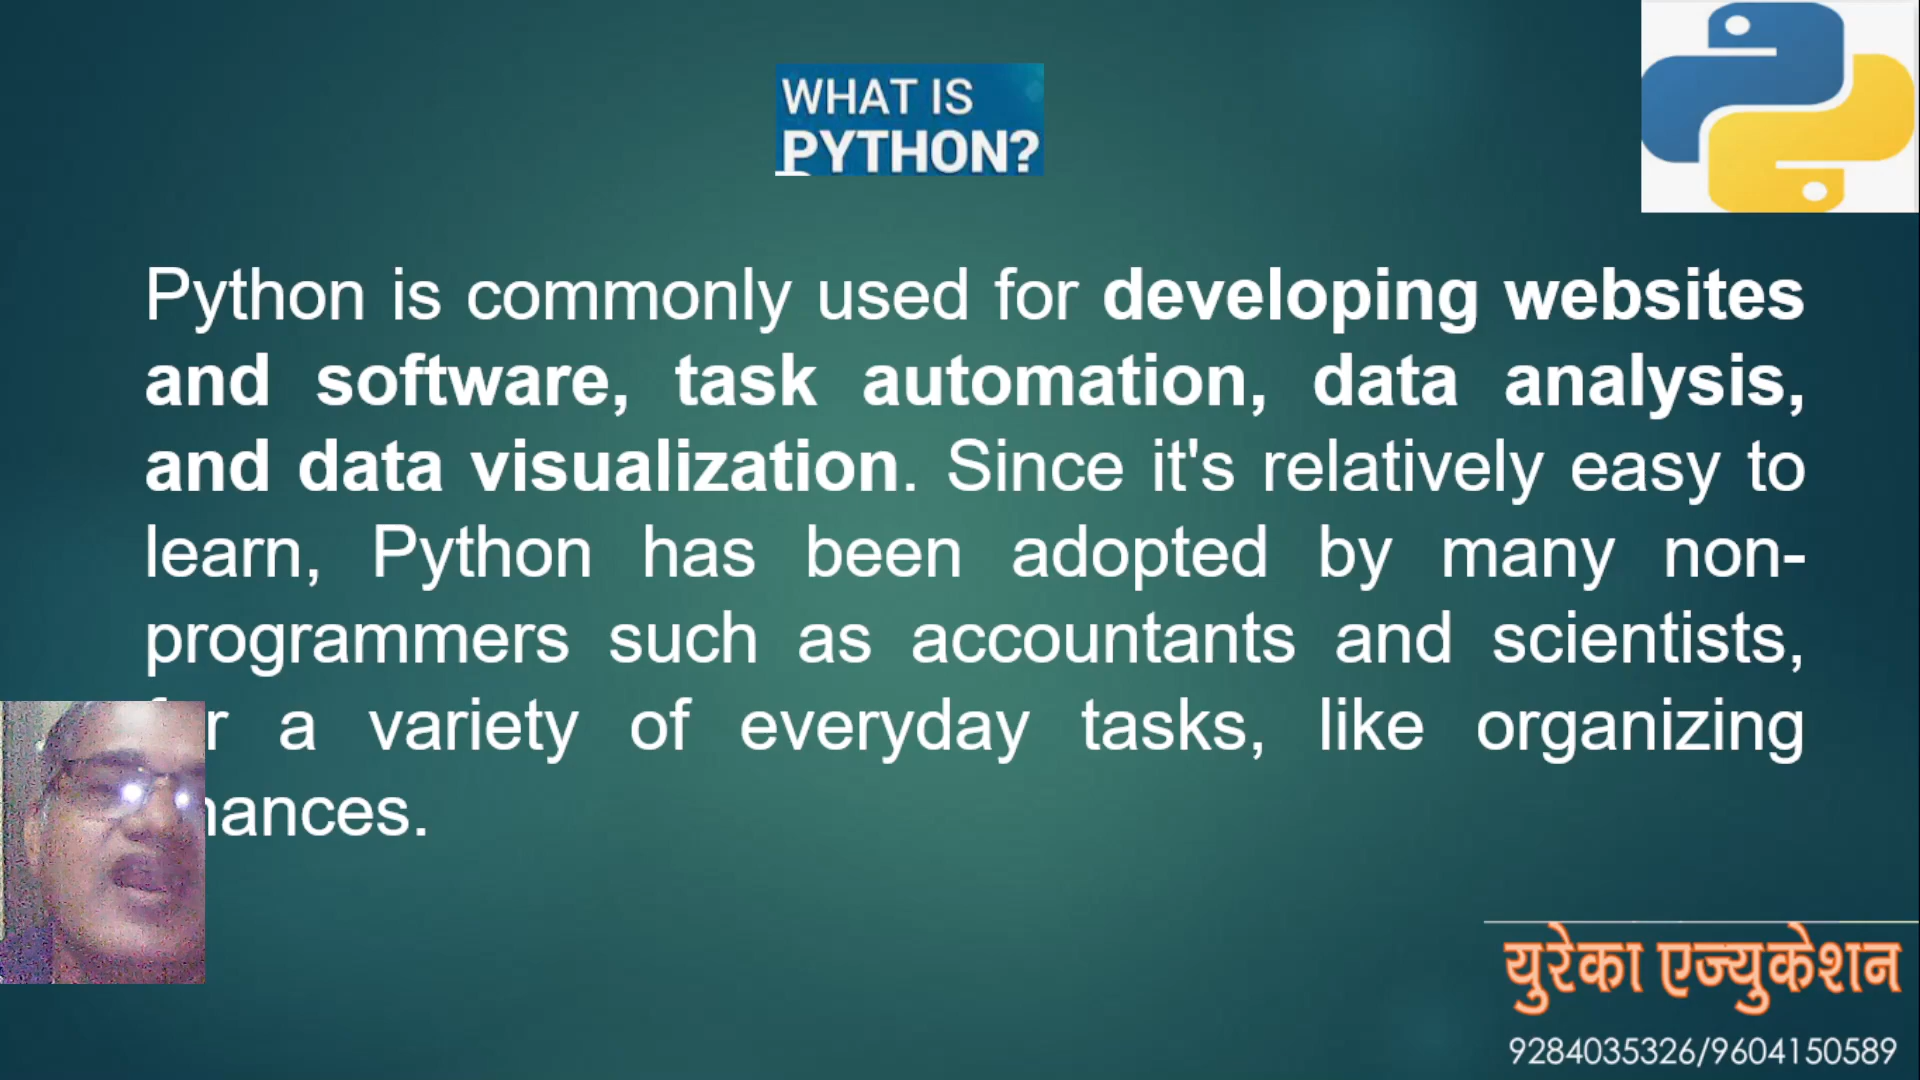 WHAT IS
PYTHON?
Python is commonly used for developing websites
and software, task automation, data analysis,
and data visualization. Since it's relatively easy to
learn, Python has been adopted by many non-
programmers such as accountants and scientists,
a variety of everyday tasks, like organizing
युरेका एज्युकेशन
9284035326/9604150589